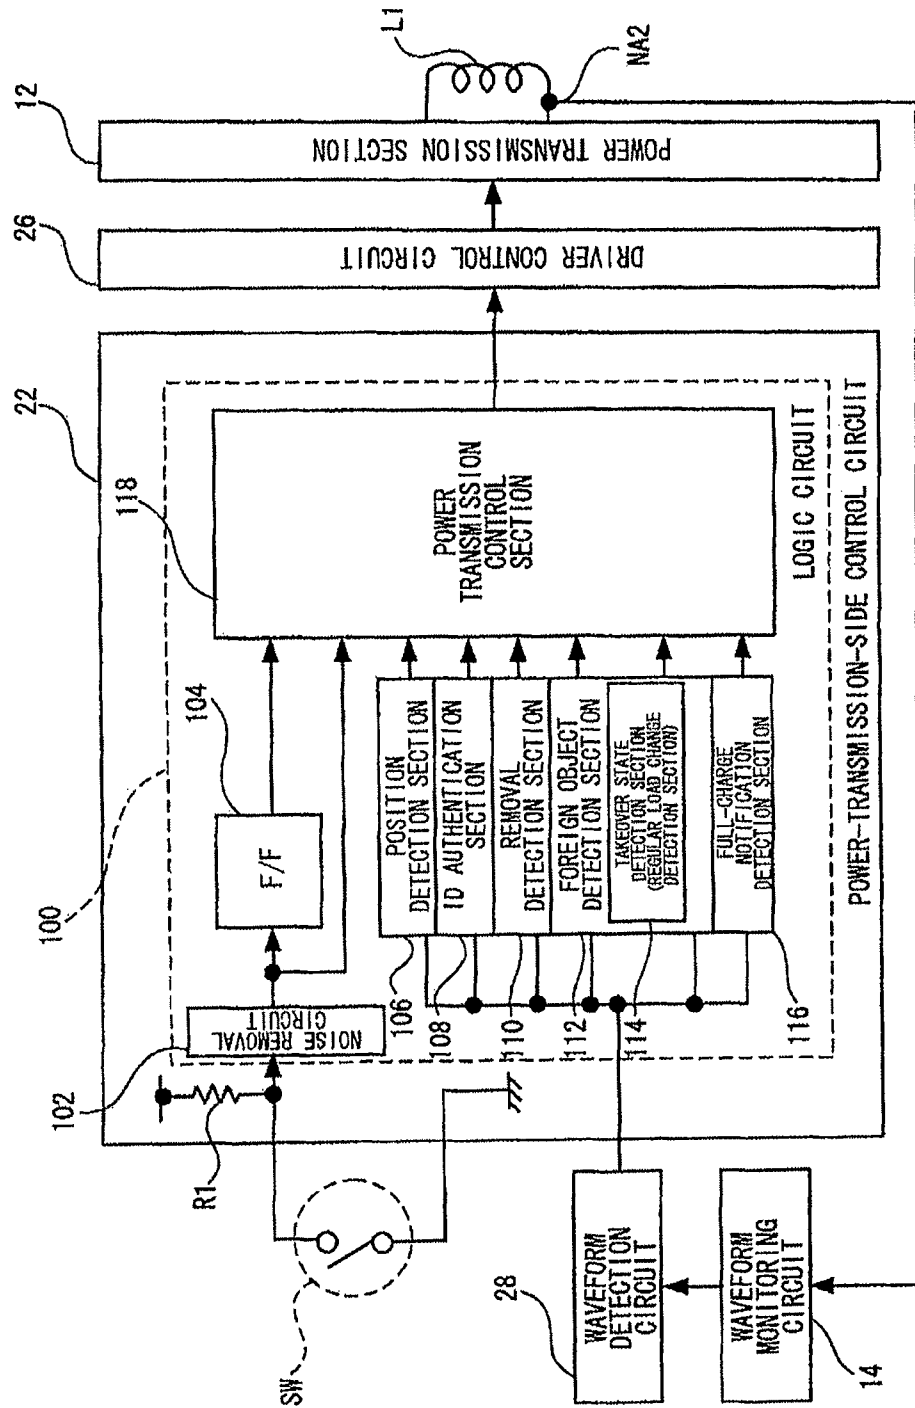 22
26
12
100
118
POWER
TRANSMISSION
CONTROL
SECTION
DRIVER CONTROL CIRCUIT
POWER TRANSMISSION SECTION
L1
NA2
104
F/F
102
NOISE REMOVAL
CIRCUIT
R1
SW
106
POSITION
DETECTION SECTION
108
ID AUTHENTICATION
SECTION
110
REMOVAL
DETECTION SECTION
112
FOREIGN OBJECT
DETECTION SECTION
114
TAKEOVER STATE
DETECTION SECTION
(REGULAR LOAD CHANGE
DETECTION SECTION)
116
FULL-CHARGE
NOTIFICATION
DETECTION SECTION
LOGIC CIRCUIT
POWER-TRANSMISSION-SIDE CONTROL CIRCUIT
28
WAVEFORM
DETECTION
CIRCUIT
WAVEFORM
MONITORING
CIRCUIT
14